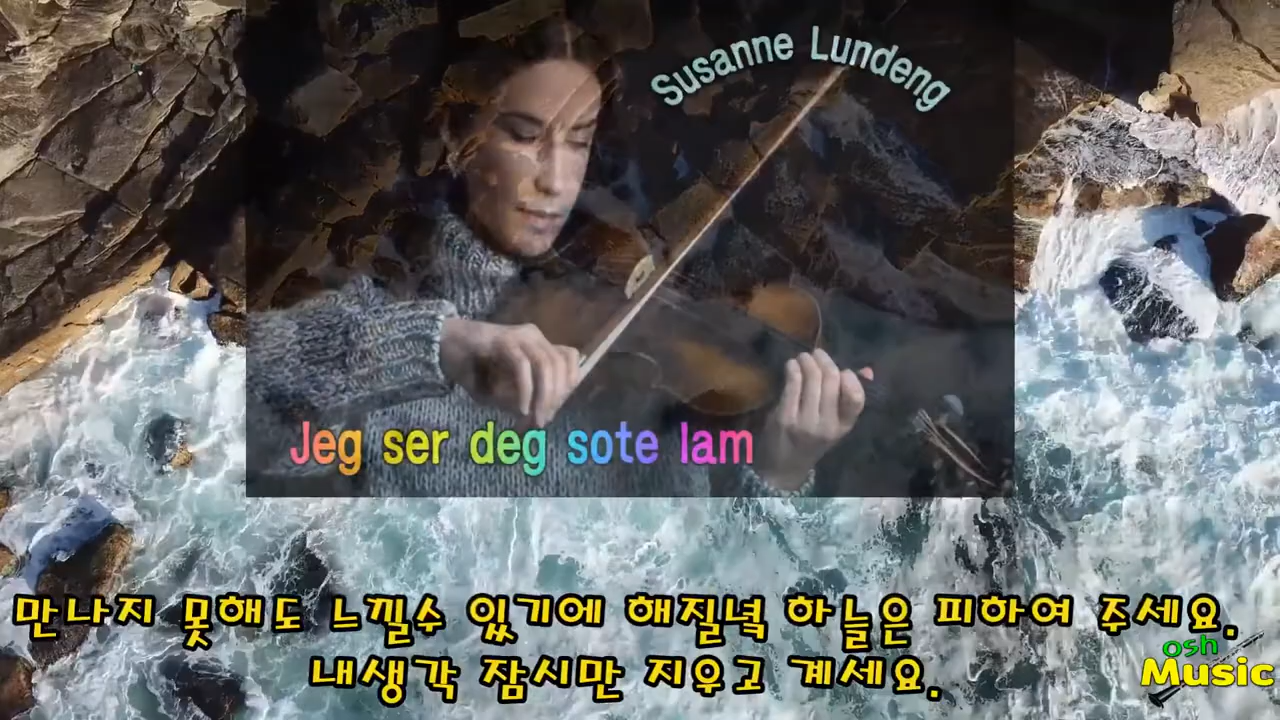 Susanne Lundeng
Jeg ser deg sote lam
만나지 못해도 느낄수 있기에 해질녘 하늘은 피하여 주세요.
내생각 잠시만 지우고 계세요.
osh
Music